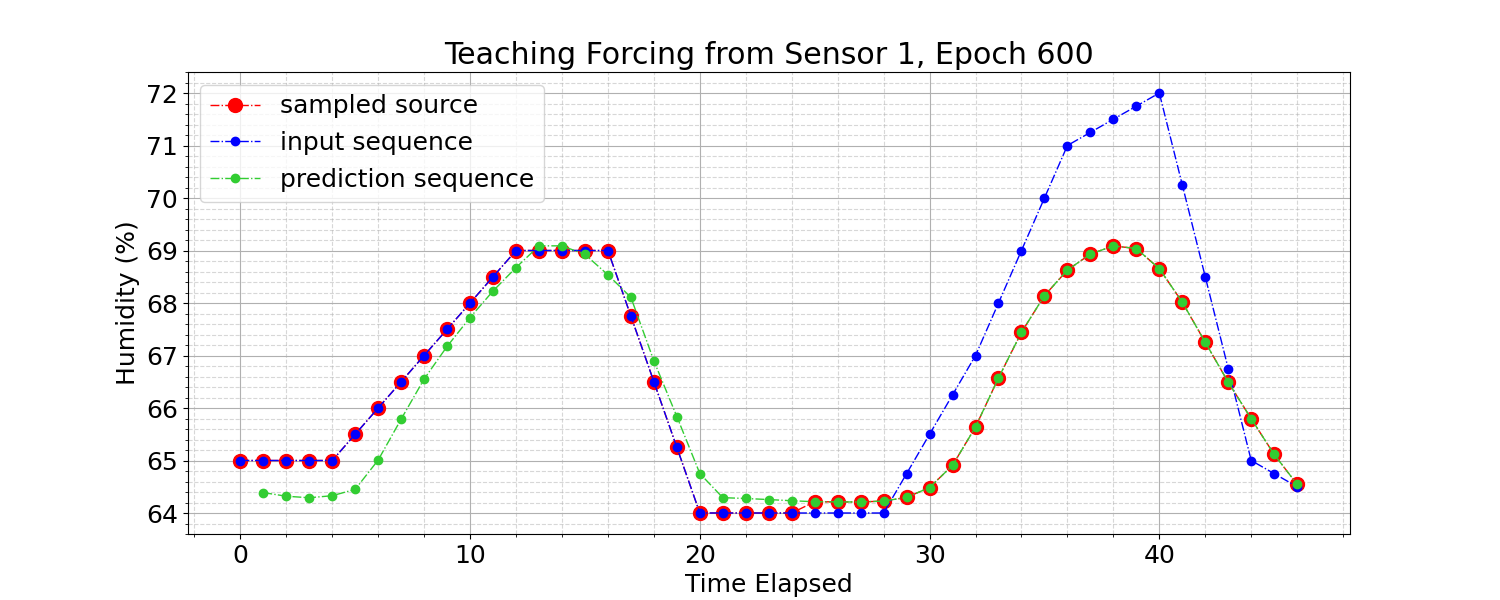 Teaching Forcing from Sensor 1, Epoch 600
72
71
70
69
68
67
66
65
64
Humidity (%)
sampled source
input sequence
prediction sequence
0 10 20 30 40
Time Elapsed